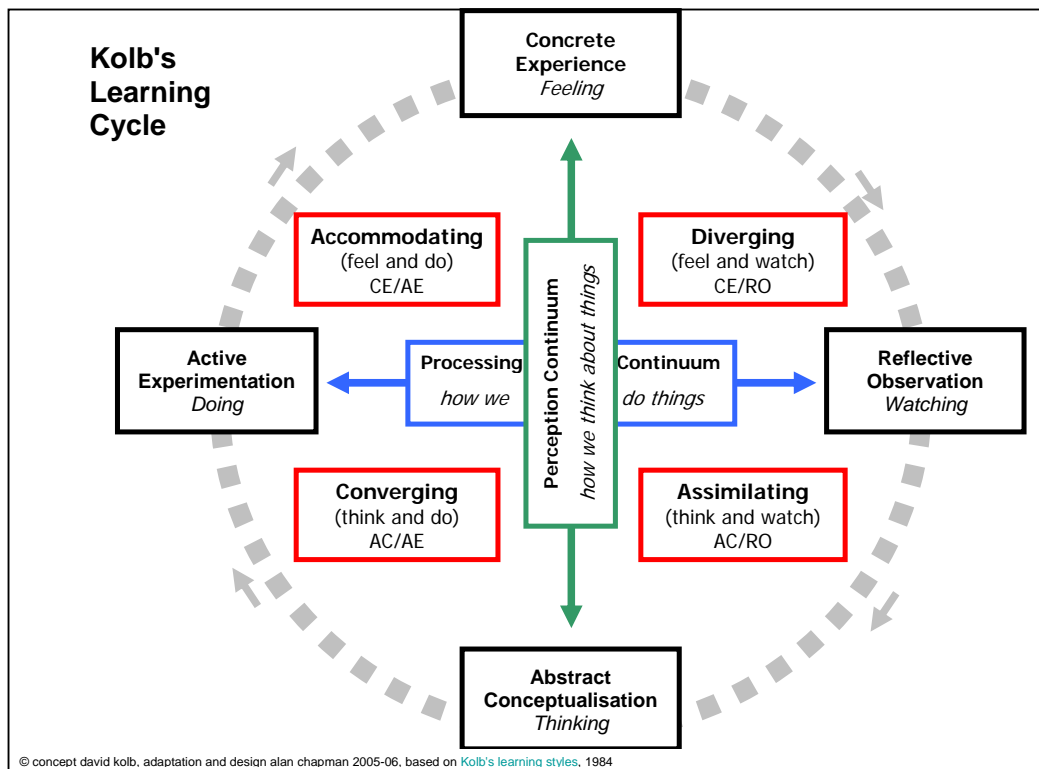 Kolb's
Learning
Cycle
Concrete
Experience
Feeling
Accommodating
(feel and do)
CE/AE
Diverging
(feel and watch)
CE/RO
Active
Experimentation
Doing
Processing
how we
Perception Continuum
how we think about things
Continuum
do things
Reflective
Observation
Watching
Converging
(think and do)
AC/AE
Assimilating
(think and watch)
AC/RO
Abstract
Conceptualisation
Thinking
© concept david kolb, adaptation and design alan chapman 2005-06, based on Kolb's learning styles, 1984